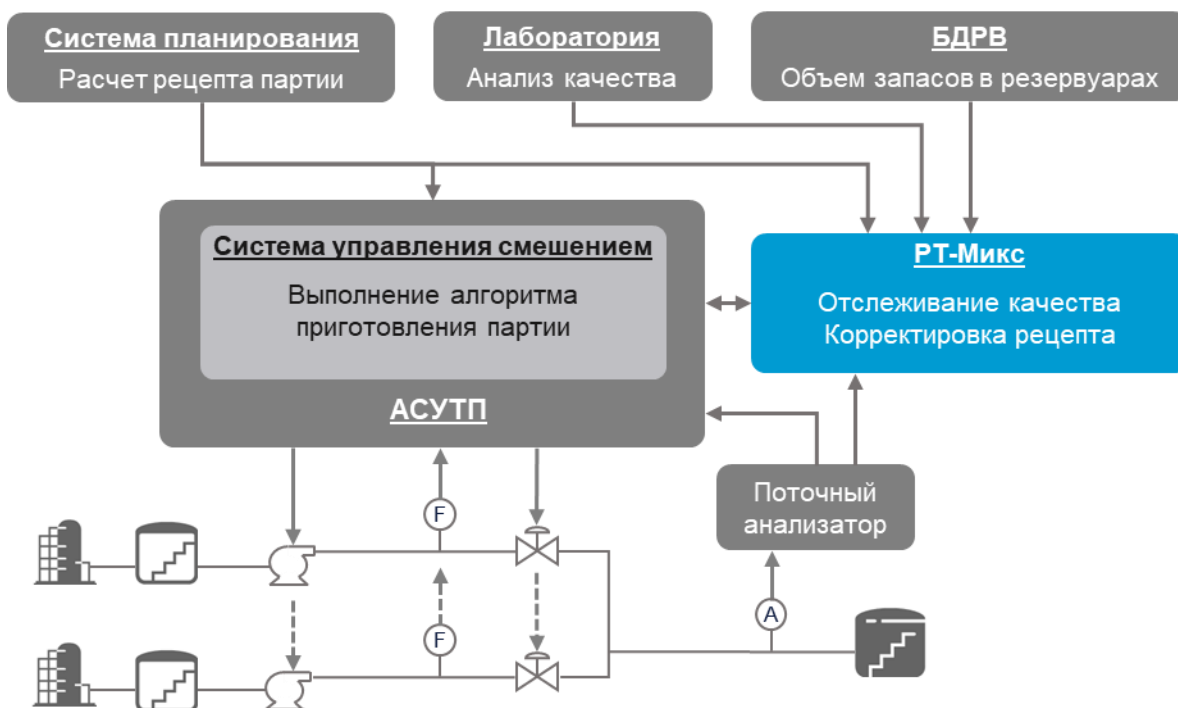 Система планирования
Расчет рецепта партии
Лаборатория
Анализ качества
БДРВ
Объем запасов в резервуарах
Система управления смешением
Выполнение алгоритма
приготовления партии
АСУТП
РТ-Микс
Отслеживание качества
Корректировка рецепта
Поточный
анализатор
F
F
A